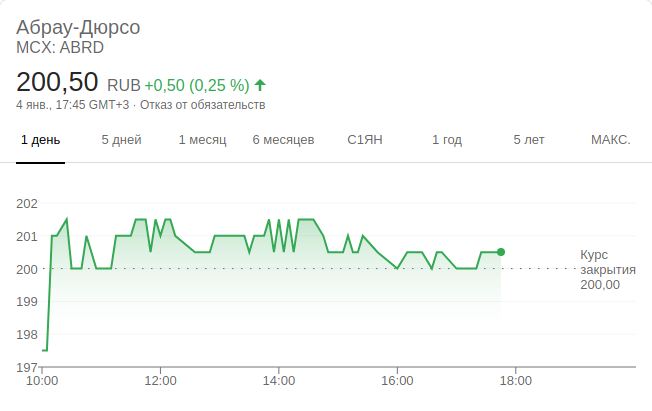 Абрау-Дюрсо
MCX: ABRD
200,50 RUB +0,50 (0,25 %)
4 янв., 17:45 GMT+3 · Отказ от обязательств
1 день 5 дней 1 месяц 6 месяцев С1ЯН 1 год 5 лет МАКС.
202
201
200
199
198
197
Курс
закрытия
200,00
10:00 12:00 14:00 16:00 18:00